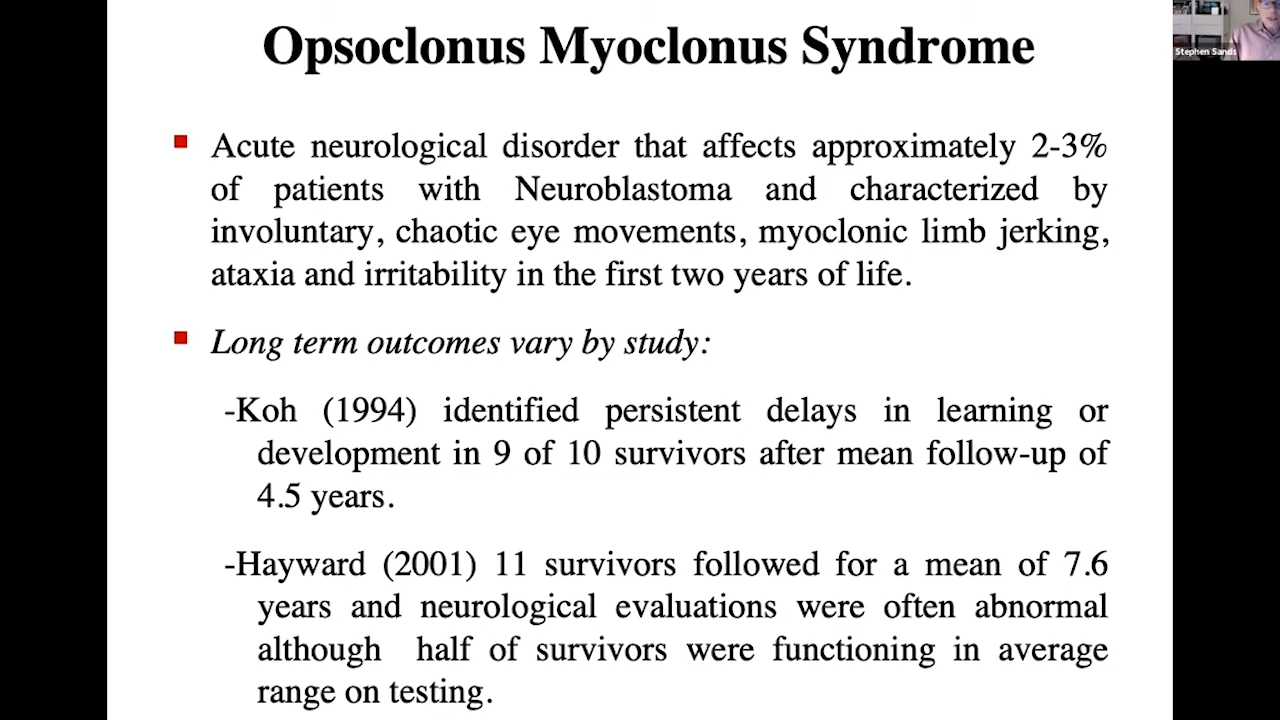 Opsoclonus Myoclonus Syndrome
Stephen Sands
Acute neurological disorder that affects approximately 2-3%
of patients with Neuroblastoma and characterized by
involuntary, chaotic eye movements, myoclonic limb jerking,
ataxia and irritability in the first two years of life.
Long term outcomes vary by study:
-Koh (1994) identified persistent delays in learning or
development in 9 of 10 survivors after mean follow-up of
4.5 years.
-Hayward (2001) 11 survivors followed for a mean of 7.6
years and neurological evaluations were often abnormal
although half of survivors were functioning in average
range on testing.